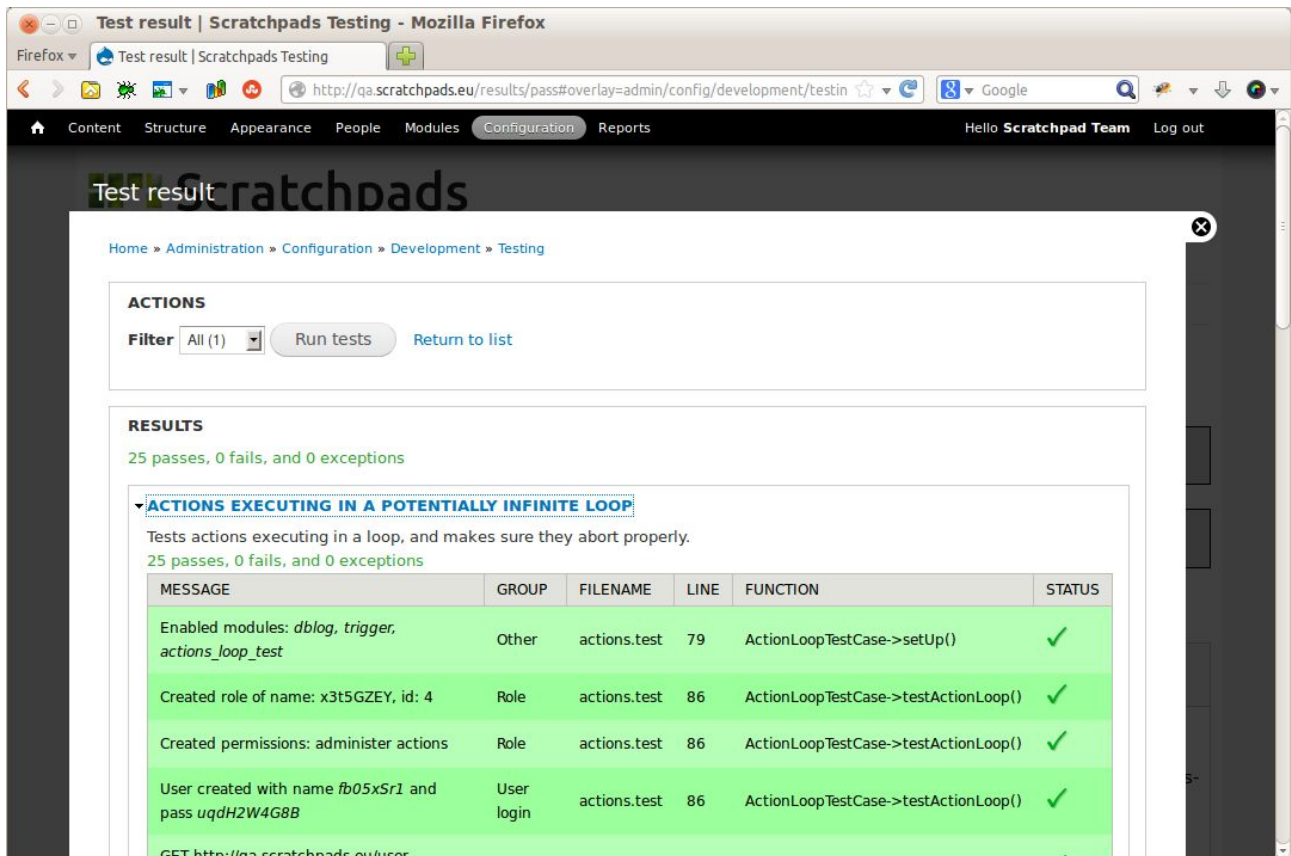 Test result | Scratchpads Testing - Mozilla Firefox
Firefox
Test result | Scratchpads Testing
http://qa.scratchpads.eu/results/pass#overlay=admin/config/development/testin
Google
Content Structure Appearance People Modules Configuration Reports Hello Scratchpad Team Log out
Scratchpads
Test result
Home » Administration » Configuration » Development » Testing
ACTIONS
Filter All (1) Run tests Return to list
RESULTS
25 passes, 0 fails, and 0 exceptions
ACTIONS EXECUTING IN A POTENTIALLY INFINITE LOOP
Tests actions executing in a loop, and makes sure they abort properly.
25 passes, 0 fails, and 0 exceptions
MESSAGE GROUP FILENAME LINE FUNCTION STATUS
Enabled modules: dblog, trigger,
actions_loop_test Other actions.test 79 ActionLoopTestCase->setUp()
Created role of name: x3t5GZEY, id: 4 Role actions.test 86 ActionLoopTestCase->testActionLoop()
Created permissions: administer actions Role actions.test 86 ActionLoopTestCase->testActionLoop()
User created with name fb05xSr1 and User
pass uqdH2W4G8B login actions.test 86 ActionLoopTestCase->testActionLoop()
s-
GET http://qa.scratchpads.eu/user